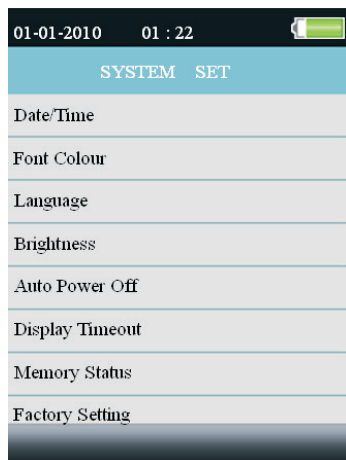 01-01-2010 01 : 22
SYSTEM SET
Date/Time
Font Colour
Language
Brightness
Auto Power Off
Display Timeout
Memory Status
Factory Setting